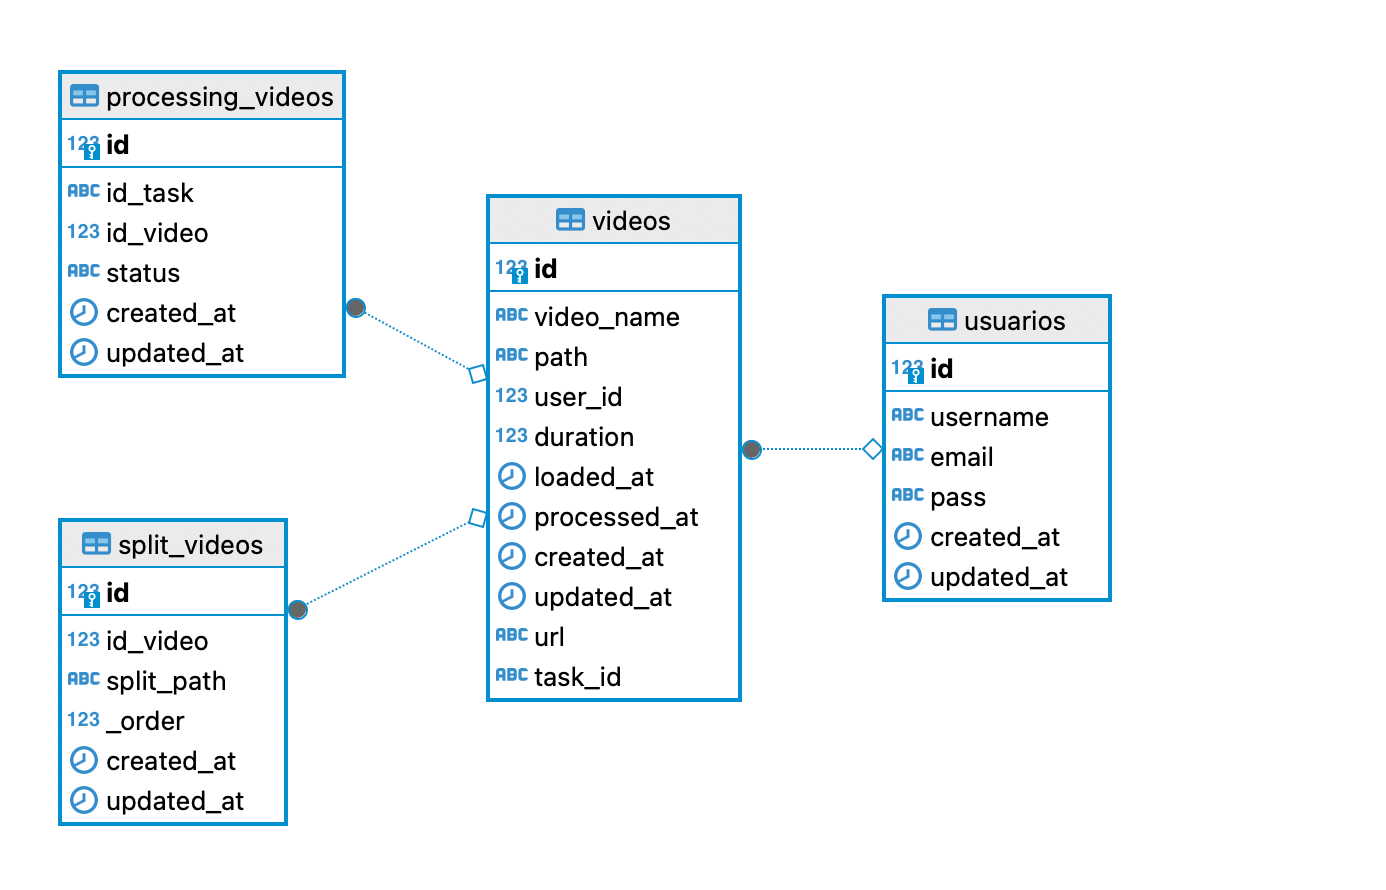 processing_videos
123 id
ABC id_task
123 id_video
ABC status
created_at
updated_at
split_videos
123 id
123 id_video
ABC split_path
123 _order
created_at
updated_at
videos
123 id
ABC video_name
ABC path
123 user_id
123 duration
loaded_at
processed_at
created_at
updated_at
ABC url
ABC task_id
usuarios
123 id
ABC username
ABC email
ABC pass
created_at
updated_at